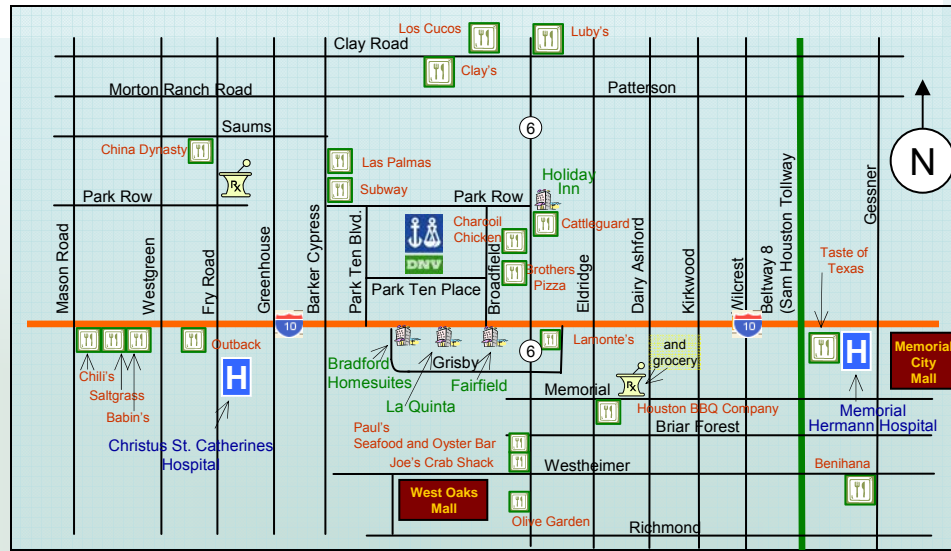 Los Cucos
Luby's
Clay Road
Clay's
Morton Ranch Road
Patterson
Saums
6
N
China Dynasty
Rx
Las Palmas
Subway
Holiday
Inn
Park Row
Park Row
Charcoil
Chicken
Cattleguard
DNV
Brothers
Pizza
Taste of
Texas
Mason Road
Westgreen
Fry Road
Greenhouse
Barker Cypress
Park Ten Blvd.
Broadfield
Eldridge
Dairy Ashford
Kirkwood
Wilcrest
Beltway 8
(Sam Houston Tollway)
Gessner
Park Ten Place
10
10
Outback
Chili's
Saltgrass
Babin's
H
Christus St. Catherines
Hospital
Bradford
Homesuites
Grisby
La Quinta
Fairfield
6
Lamonte's
and
grocery
Rx
H
Memorial
City
Mall
Memorial
Houston BBQ Company
Memorial
Hermann Hospital
Briar Forest
Paul's
Seafood and Oyster Bar
Joe's Crab Shack
Westheimer
Benihana
West Oaks
Mall
Olive Garden
Richmond